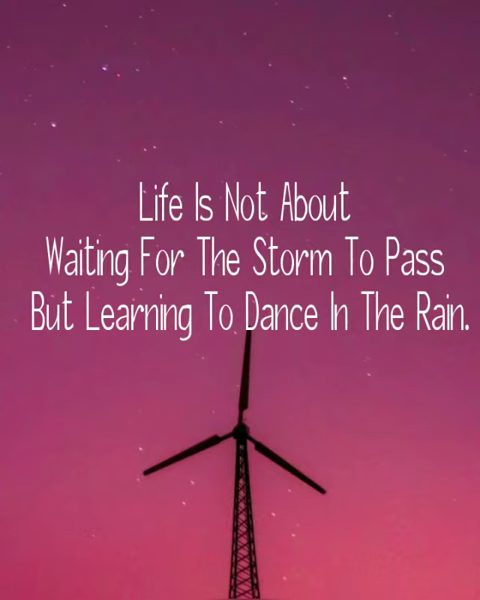 Life Is Not About
Waiting For The Storm To Pass
But Learning To Dance In The Rain.